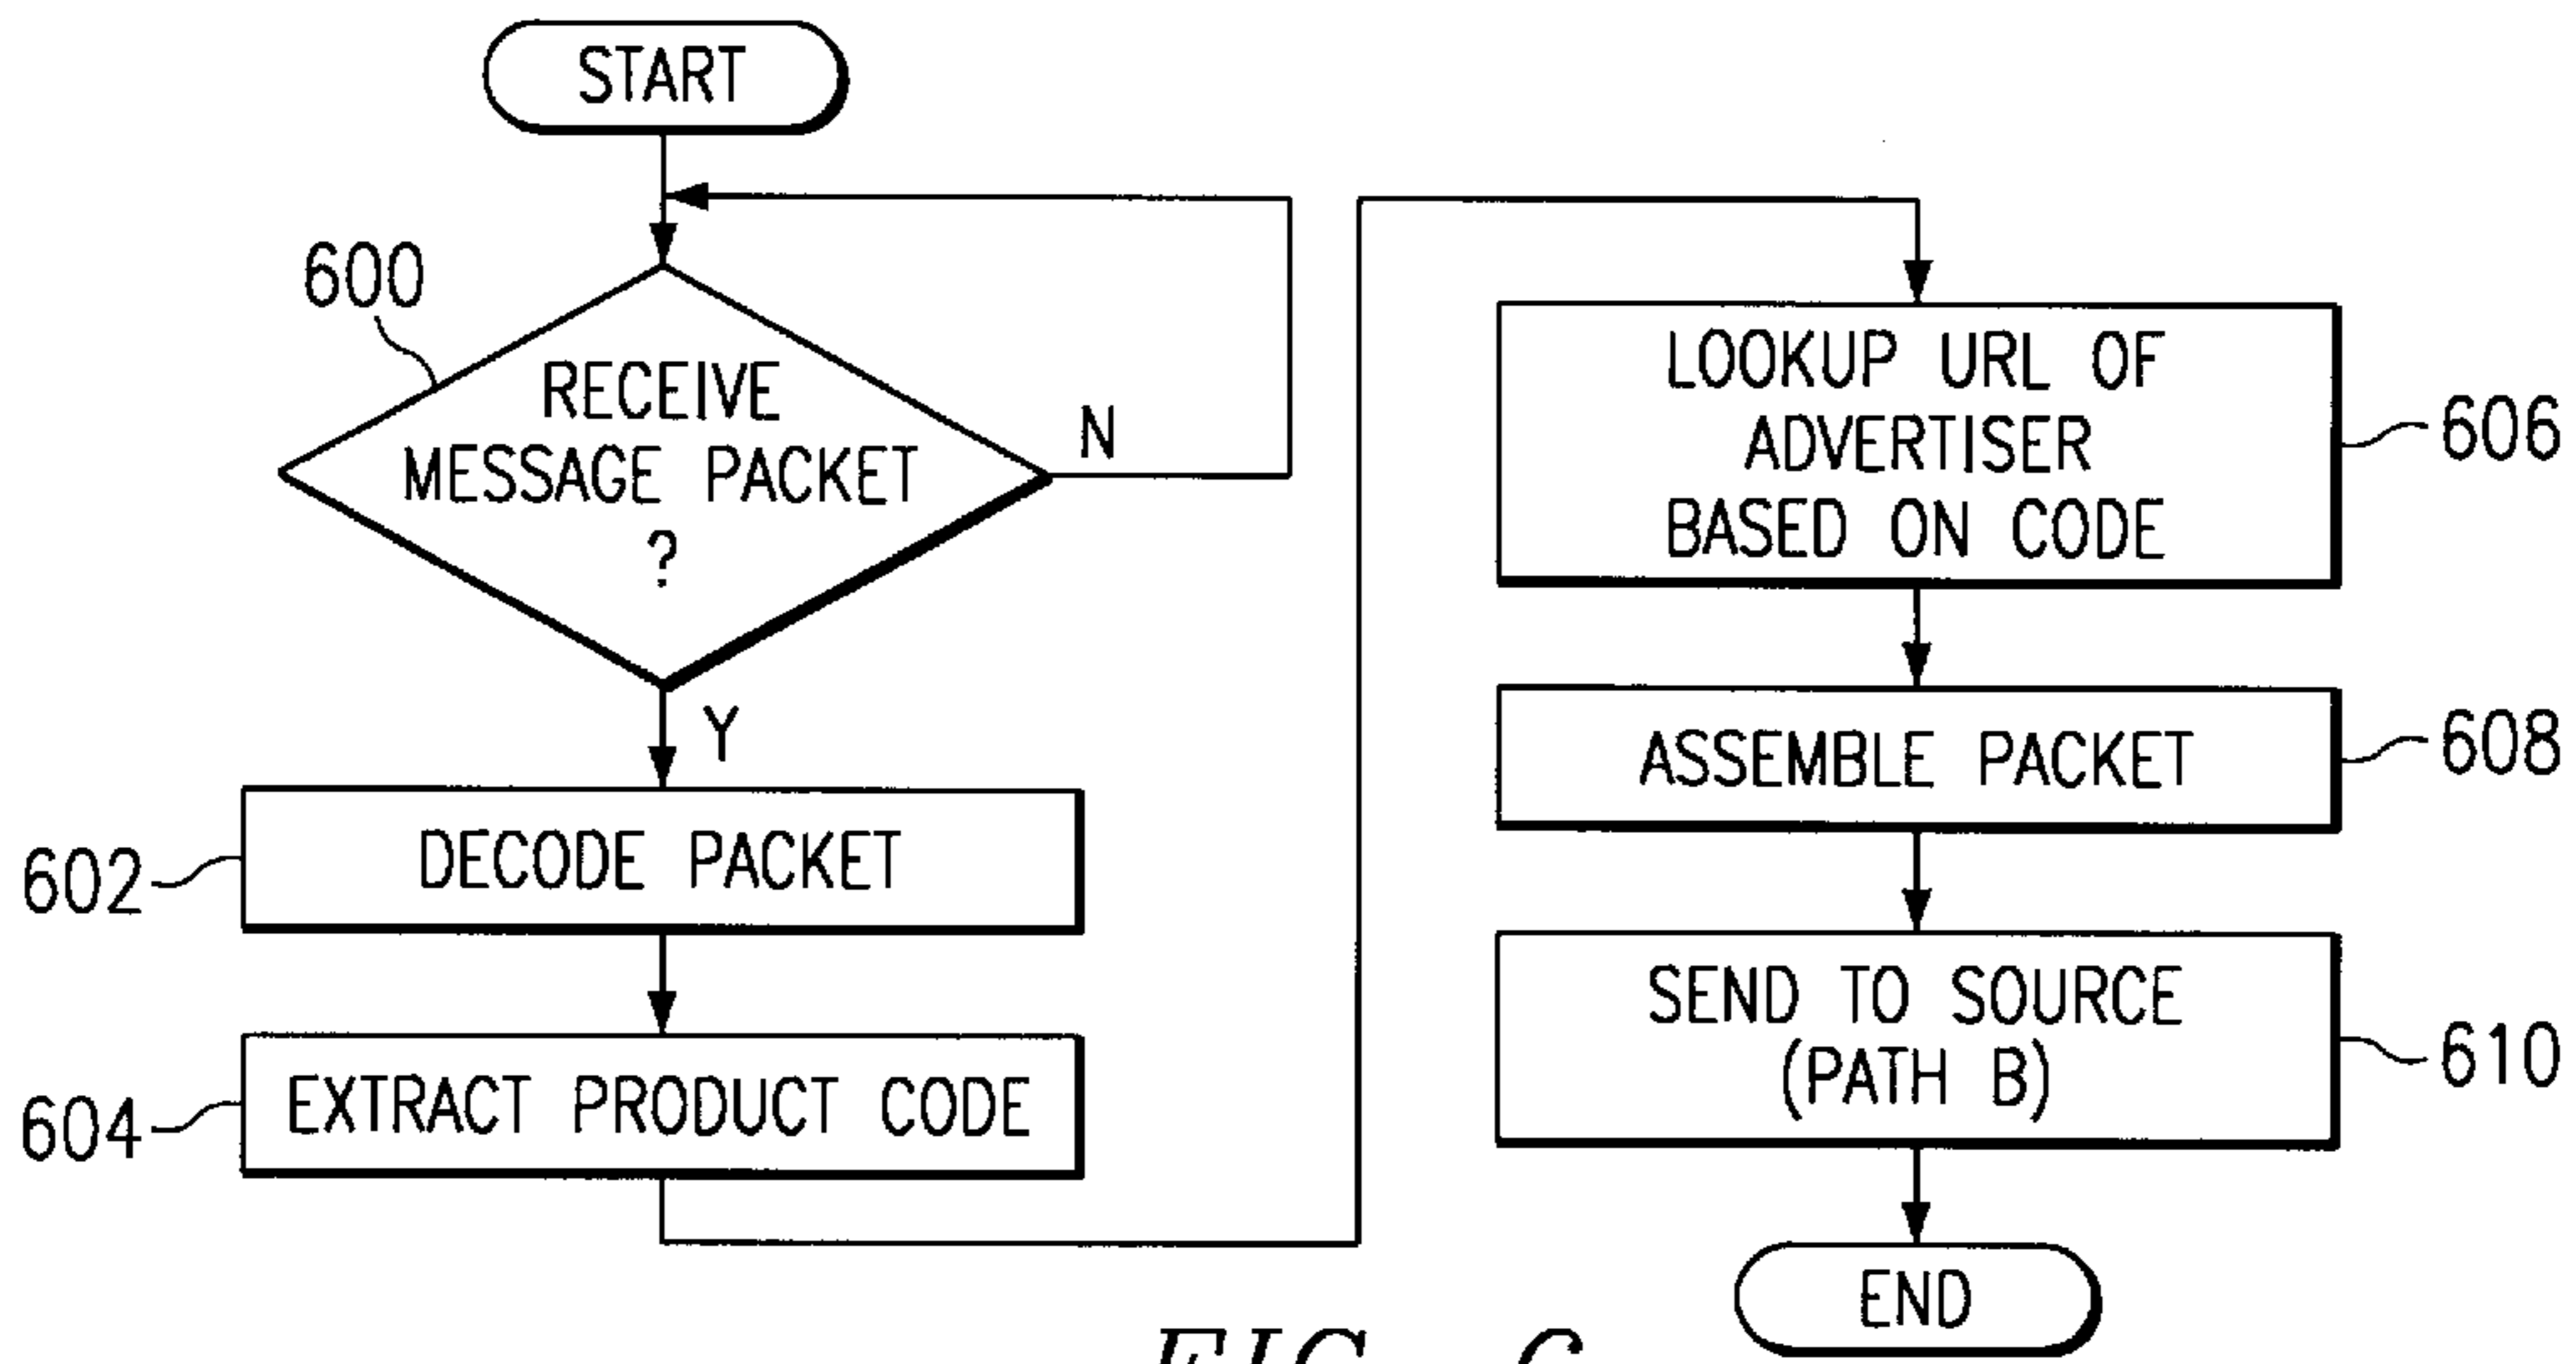 START
600
RECEIVE
MESSAGE PACKET
?
N
Y
602
DECODE PACKET
604
EXTRACT PRODUCT CODE
LOOKUP URL OF
ADVERTISER
BASED ON CODE
606
ASSEMBLE PACKET
608
SEND TO SOURCE
(PATH B)
610
END